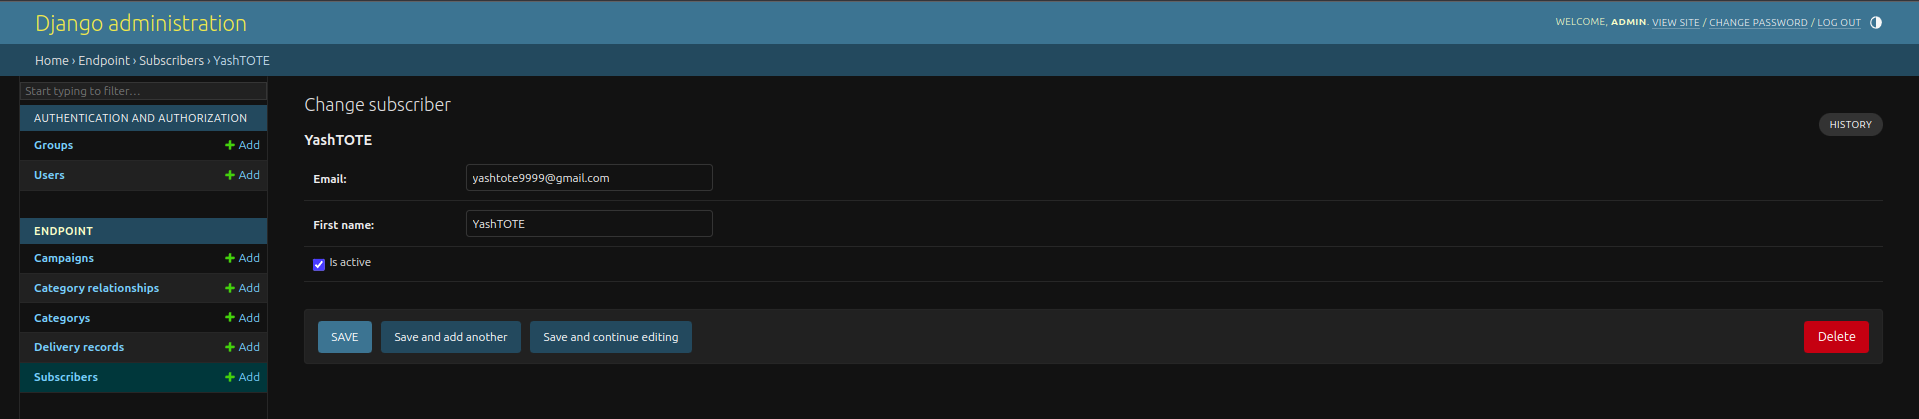 Django administration
WELCOME, ADMIN. VIEW SITE / CHANGE PASSWORD / LOG OUT
Home › Endpoint › Subscribers › YashTOTE
Start typing to filter…
AUTHENTICATION AND AUTHORIZATION
Groups + Add
Users + Add
ENDPOINT
Campaigns + Add
Category relationships + Add
Categorys + Add
Delivery records + Add
Subscribers + Add
Change subscriber
HISTORY
YashTOTE
Email: yashtote9999@gmail.com
First name: YashTOTE
Is active
SAVE Save and add another Save and continue editing Delete